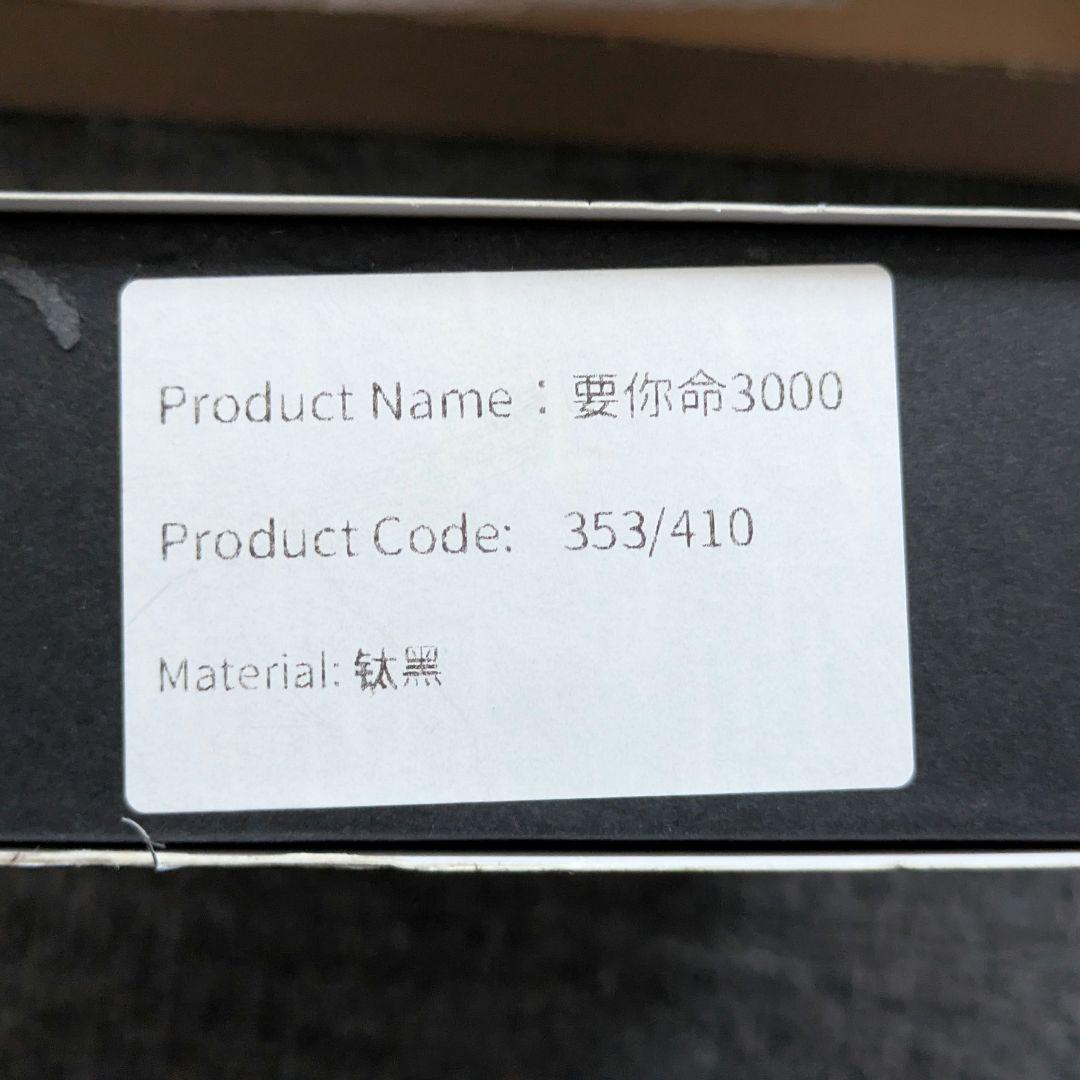 Product Name：要你命3000
Product Code: 353/410
Material: 钛黑